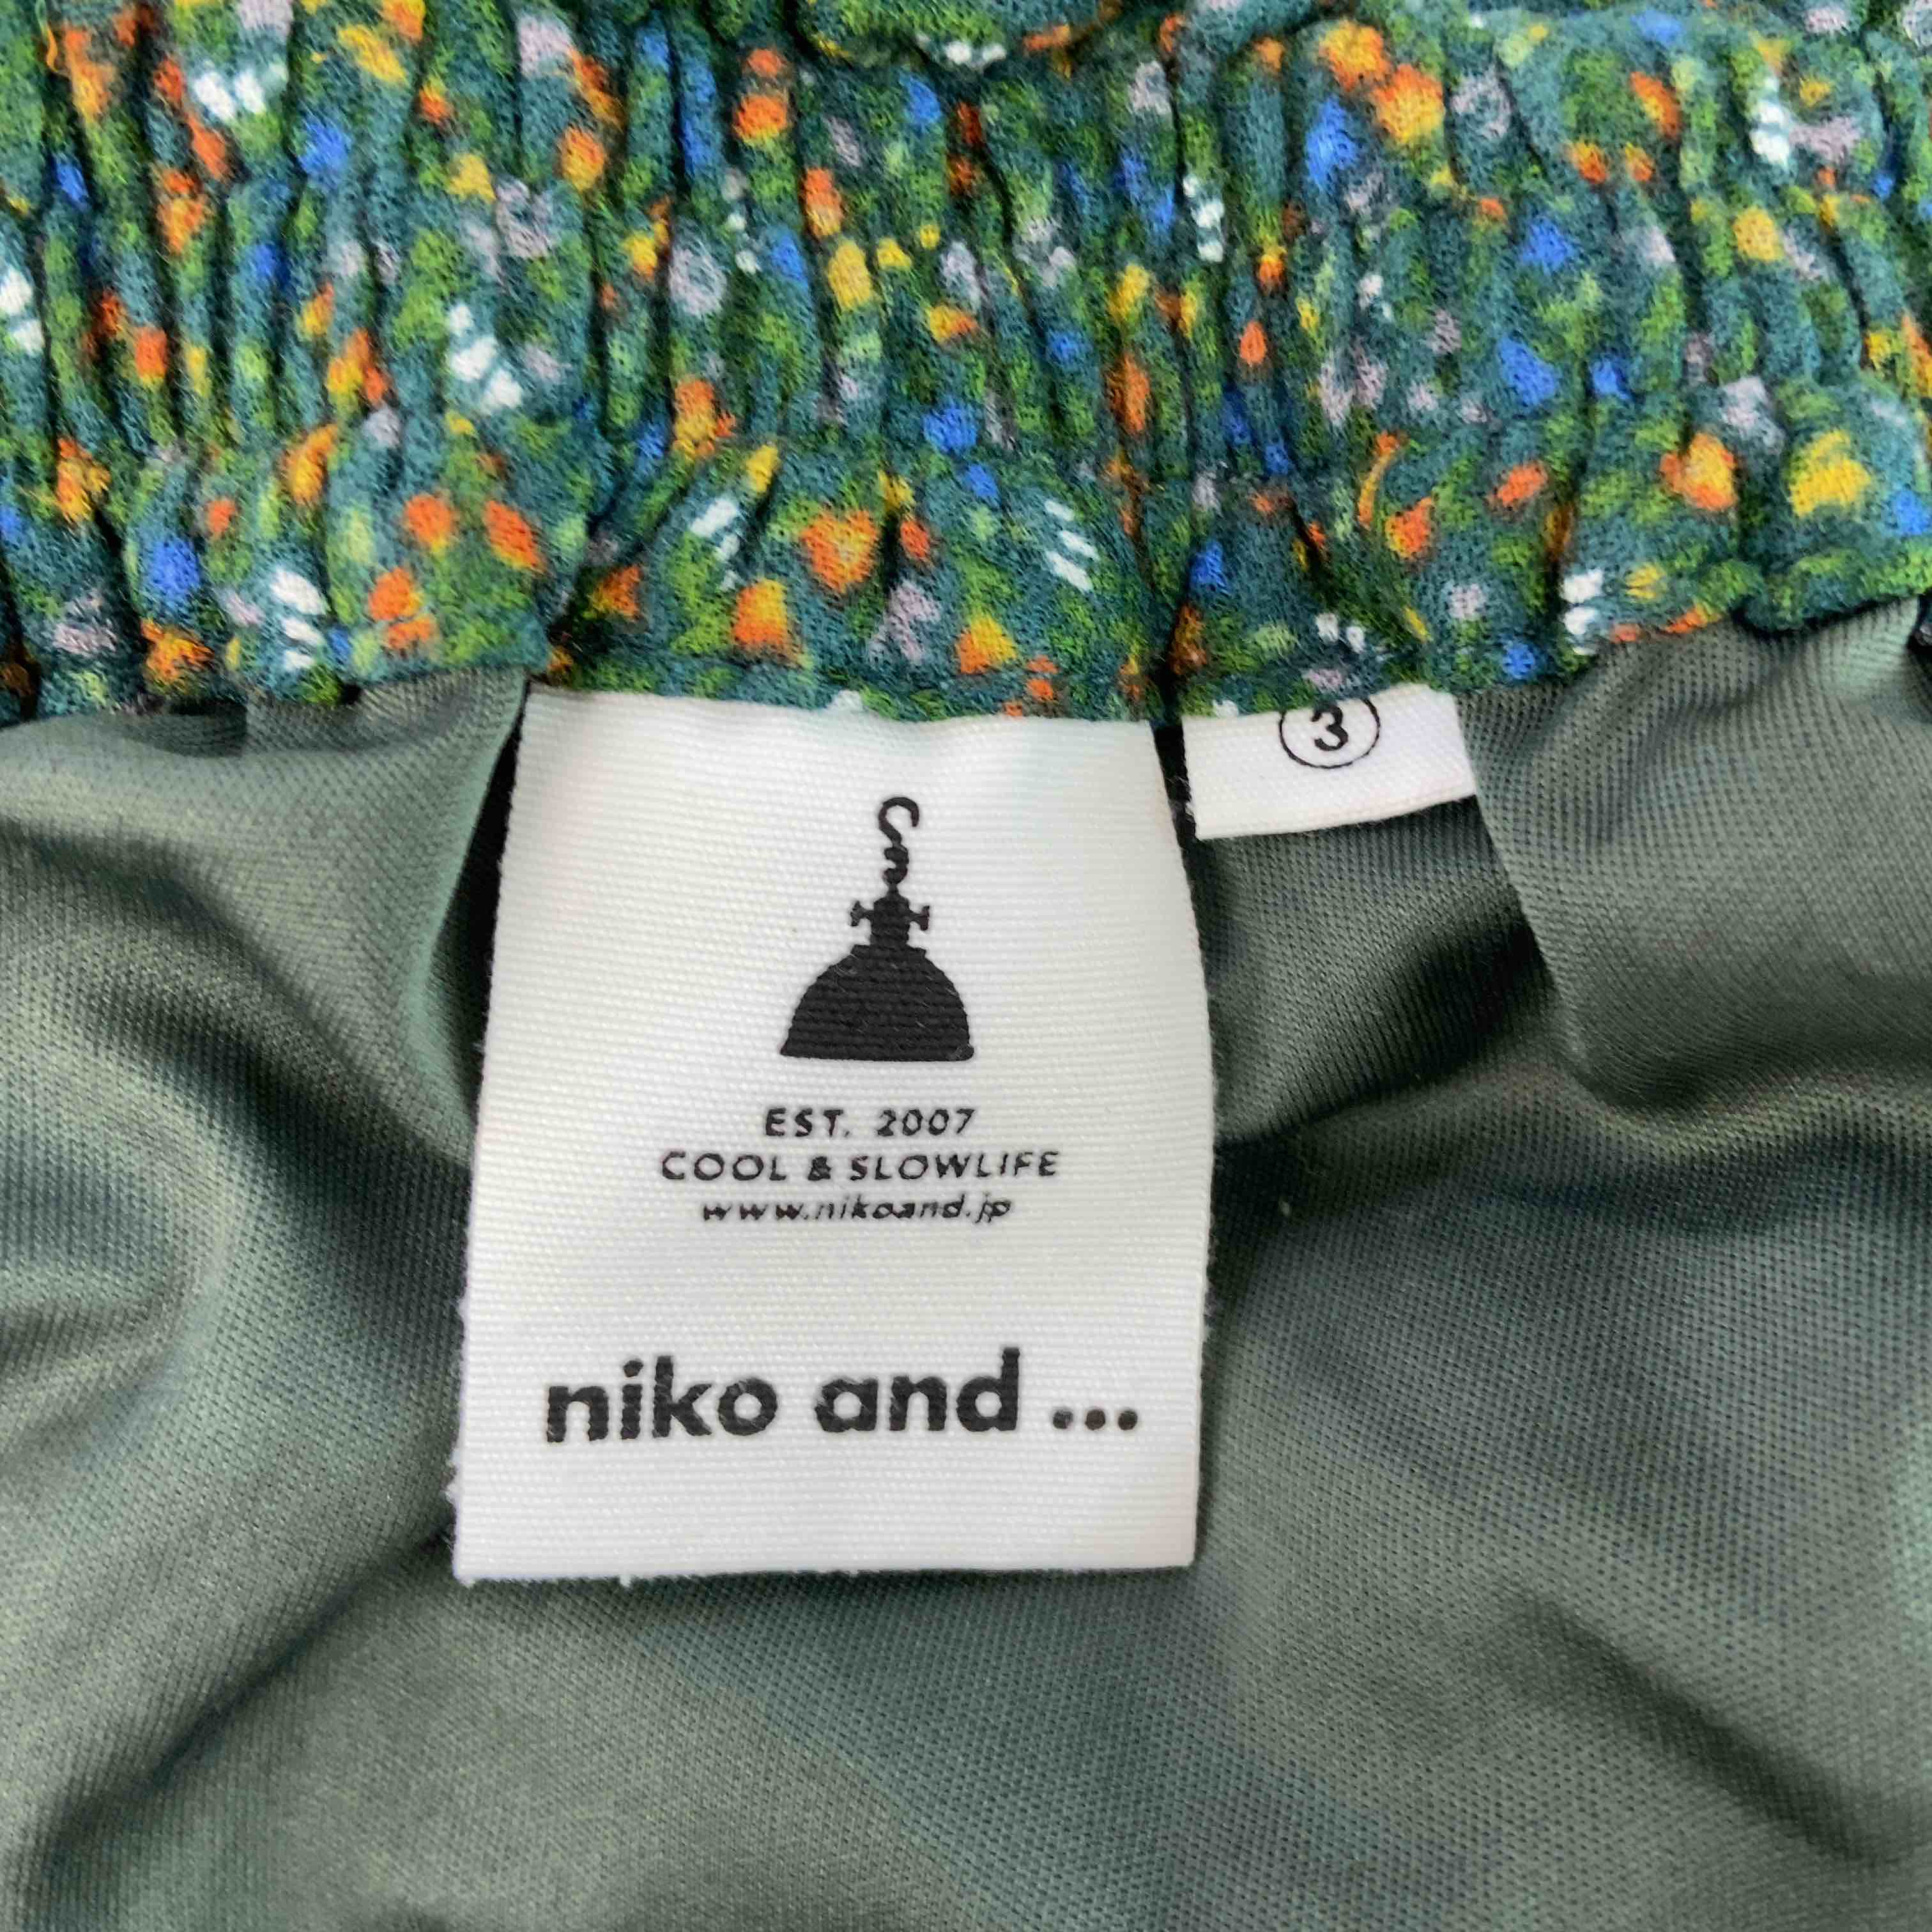 ③
EST. 2007
COOL & SLOWLIFE
www.nikoand.jp
niko and ...